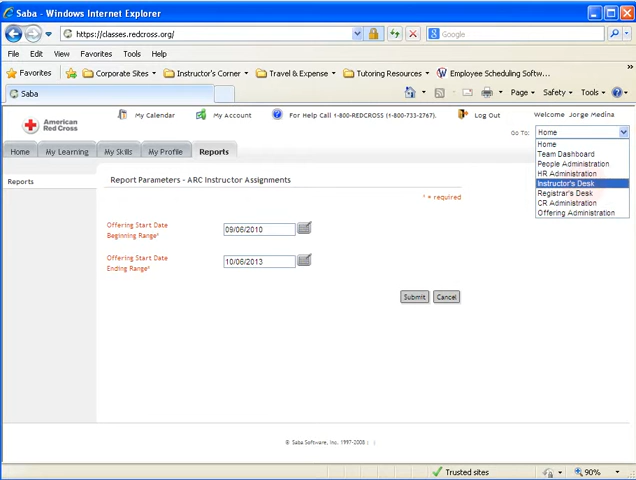 Saba - Windows Internet Explorer
https://classes.redcross.org/
Google
File Edit View Favorites Tools Help
Favorites Corporate Sites Instructor's Corner Travel & Expense Tutoring Resources Employee Scheduling Softw... »
Saba
Page Safety Tools
American Red Cross
My Calendar My Account For Help Call 1-800-REDCROSS (1-800-733-2767). Log Out Welcome Jorge Medina
Go To: Home
Home My Learning My Skills My Profile Reports
Home
Team Dashboard
People Administration
HR Administration
Instructor's Desk
Registrar's Desk
CR Administration
Offering Administration
Reports
Report Parameters - ARC Instructor Assignments
* = required
Offering Start Date
Beginning Range*
09/06/2010
Offering Start Date
Ending Range*
10/06/2013
Submit Cancel
© Saba Software, Inc. 1997-2008 : :
Trusted sites 90%